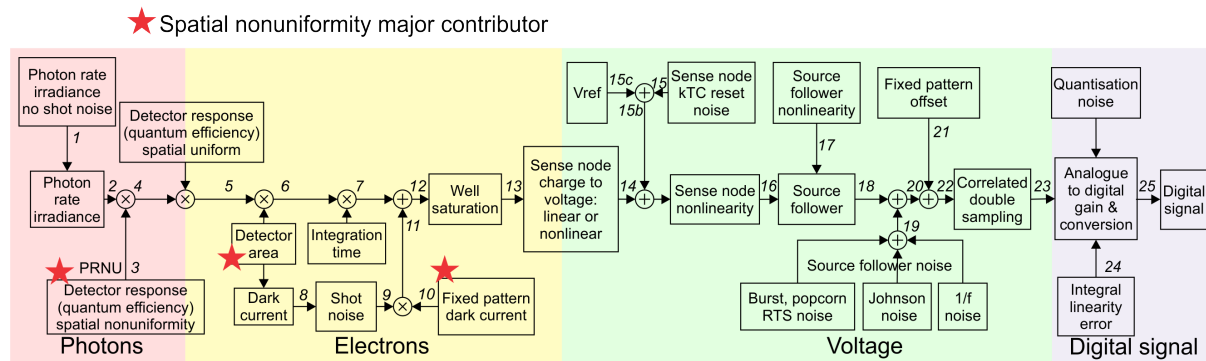 Spatial nonuniformity major contributor
Photon rate
irradiance
no shot noise
1
Photon
rate
irradiance
2
4
PRNU
3
Detector response
(quantum efficiency)
spatial nonuniformity
Photons
Detector response
(quantum efficiency)
spatial uniform
5
6
7
12
Detector
area
Integration
time
11
Dark
current
8
Shot
noise
9
10
Fixed pattern
dark current
Well
saturation
13
Electrons
Sense node
charge to
voltage:
linear or
nonlinear
14
Vref
15c
15
15b
Sense node
kTC reset
noise
Sense node
nonlinearity
16
Source
follower
nonlinearity
17
Source
follower
18
20
22
Fixed pattern
offset
21
19
Source follower noise
Burst, popcorn
RTS noise
Johnson
noise
1/f
noise
Correlated
double
sampling
23
Voltage
Quantisation
noise
Analogue
to digital
gain &
conversion
24
Integral
linearity
error
25
Digital
signal
Digital signal